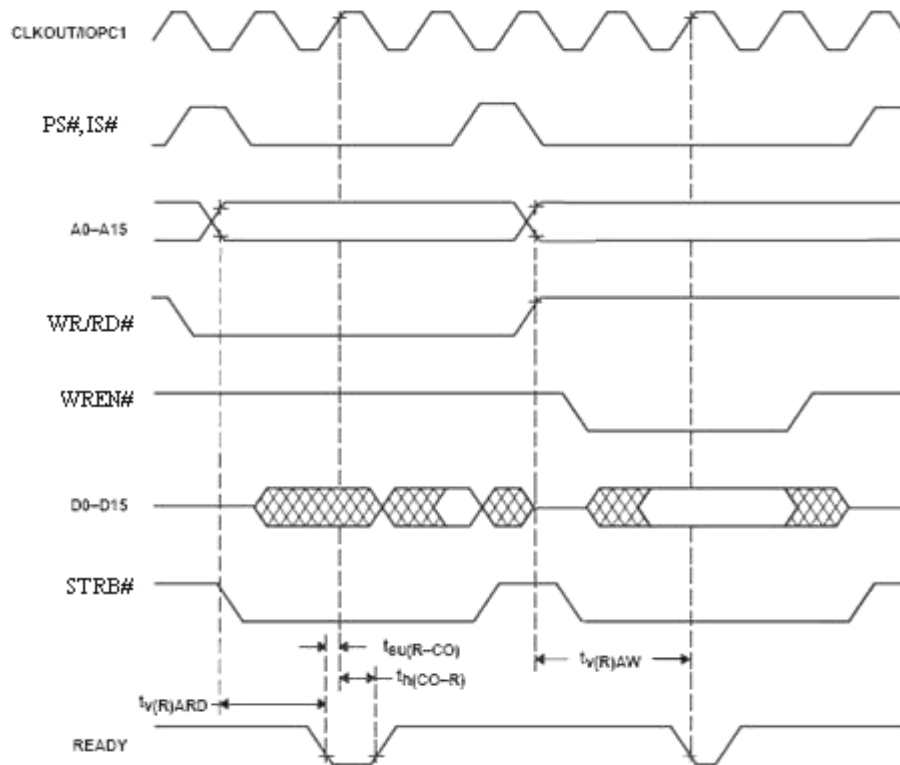 CLKOUT/IOPC1
PS#,IS#
A0–A15
WR/RD#
WREN#
D0–D15
STRB#
tsu(R–CO)
th(CO–R)
tv(R)AW
tv(R)ARD
READY